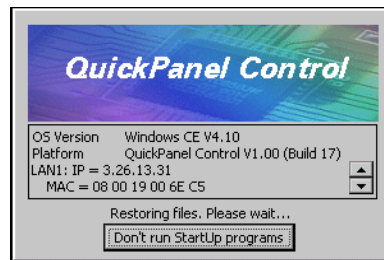 QuickPanel Control
OS Version Windows CE V4.10
Platform QuickPanel Control V1.00 (Build 17)
LAN1: IP = 3.26.13.31
MAC = 08 00 19 00 6E C5
Restoring files. Please wait...
Don't run StartUp programs